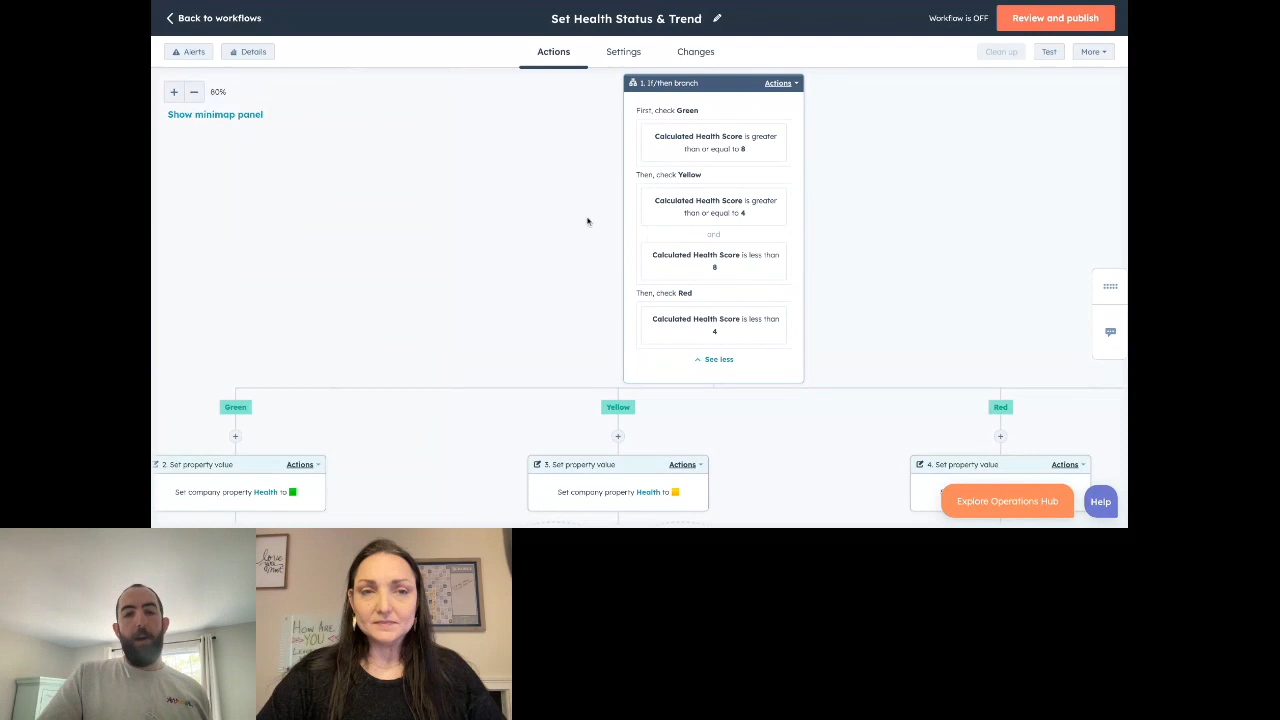 Back to workflows
Set Health Status & Trend
Workflow is OFF
Review and publish
Alerts
Details
Actions
Settings
Changes
Clean up
Test
More
80%
Show minimap panel
1. If/then branch
Actions
First, check Green
Calculated Health Score is greater
than or equal to 8
Then, check Yellow
Calculated Health Score is greater
than or equal to 4
and
Calculated Health Score is less than
8
Then, check Red
Calculated Health Score is less than
4
See less
Green
Yellow
Red
2. Set property value
Actions
Set company property Health to
3. Set property value
Actions
Set company property Health to
4. Set property value
Actions
Explore Operations Hub
Help
love
HOW ARE
YOU